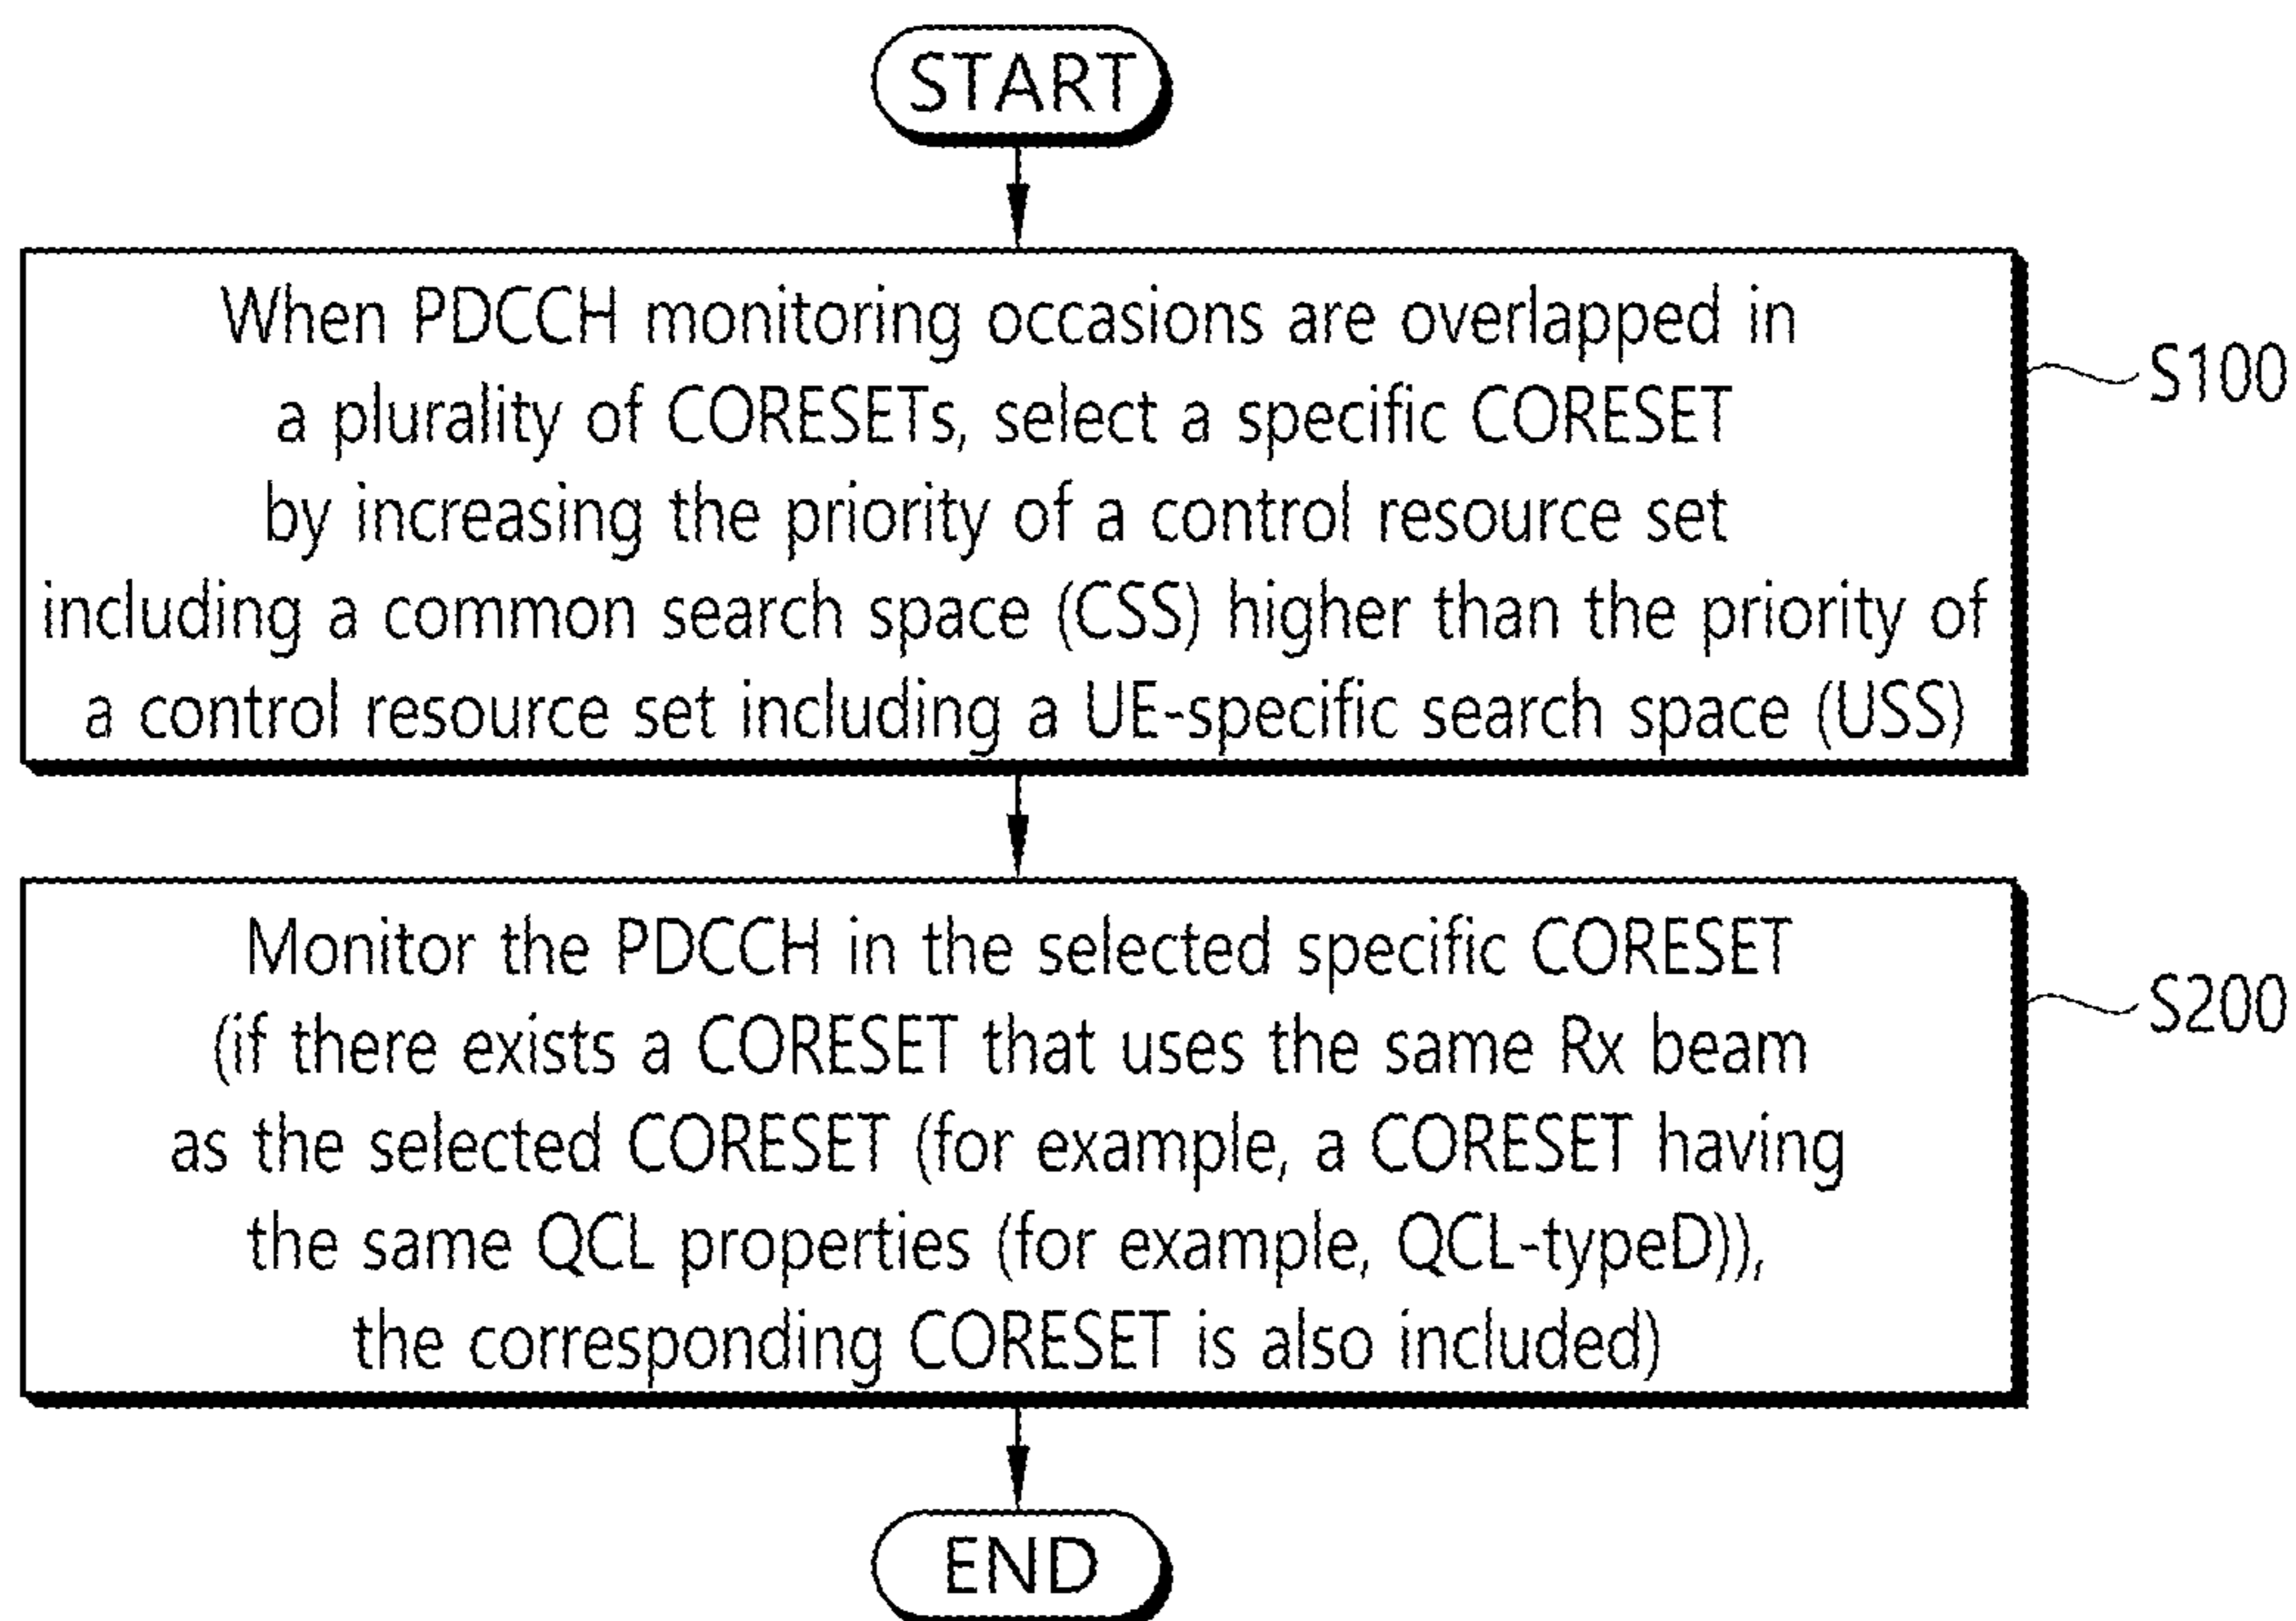 START
When PDCCH monitoring occasions are overlapped in
a plurality of CORESETs, select a specific CORESET
by increasing the priority of a control resource set
including a common search space (CSS) higher than the priority of
a control resource set including a UE-specific search space (USS)
S100
Monitor the PDCCH in the selected specific CORESET
(if there exists a CORESET that uses the same Rx beam
as the selected CORESET (for example, a CORESET having
the same QCL properties (for example, QCL-typeD)),
the corresponding CORESET is also included)
S200
END